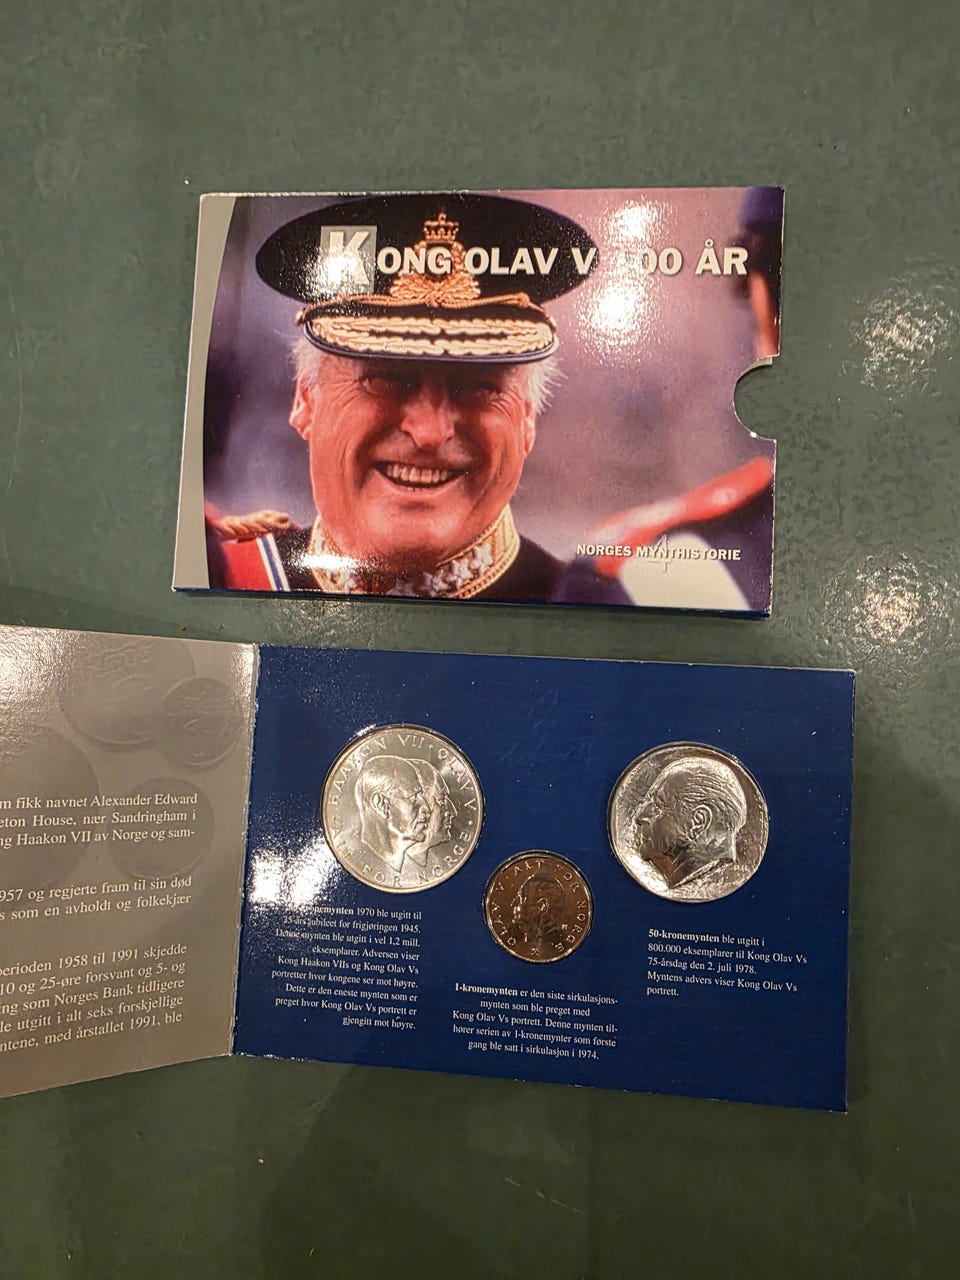 KONG OLAV V 100 ÅR
NORGES MYNTHISTORIE
4
m fikk navnet Alexander Edward
eton House, nær Sandringham i
ng Haakon VII av Norge og sam-
957 og regjerte fram til sin død
s som en avholdt og folkekjær
perioden 1958 til 1991 skjedde
10 og 25-øre forsvant og 5- og
ng som Norges Bank tidligere
le utgitt i alt seks forskjellige
ntene, med årstallet 1991, ble
HAAKON VII • OLAV V
ALT FOR NORGE
kronemynten 1970 ble utgitt til
25-års jubileet for frigjøringen 1945.
Denne mynten ble utgitt i vel 1,2 mill.
eksemplarer. Adversen viser
Kong Haakon VIIs og Kong Olav Vs
portretter hvor kongene ser mot høyre.
Dette er den eneste mynten som er
preget hvor Kong Olav Vs portrett er
gjengitt mot høyre.
OLAV V • ALT FOR NORGE
1-kronemynten er den siste sirkulasjons-
mynten som ble preget med
Kong Olav Vs portrett. Denne mynten til-
hører serien av 1-kronemynter som første
gang ble satt i sirkulasjon i 1974.
50-kronemynten ble utgitt i
800.000 eksemplarer til Kong Olav Vs
75-årsdag den 2. juli 1978.
Myntens advers viser Kong Olav Vs
portrett.